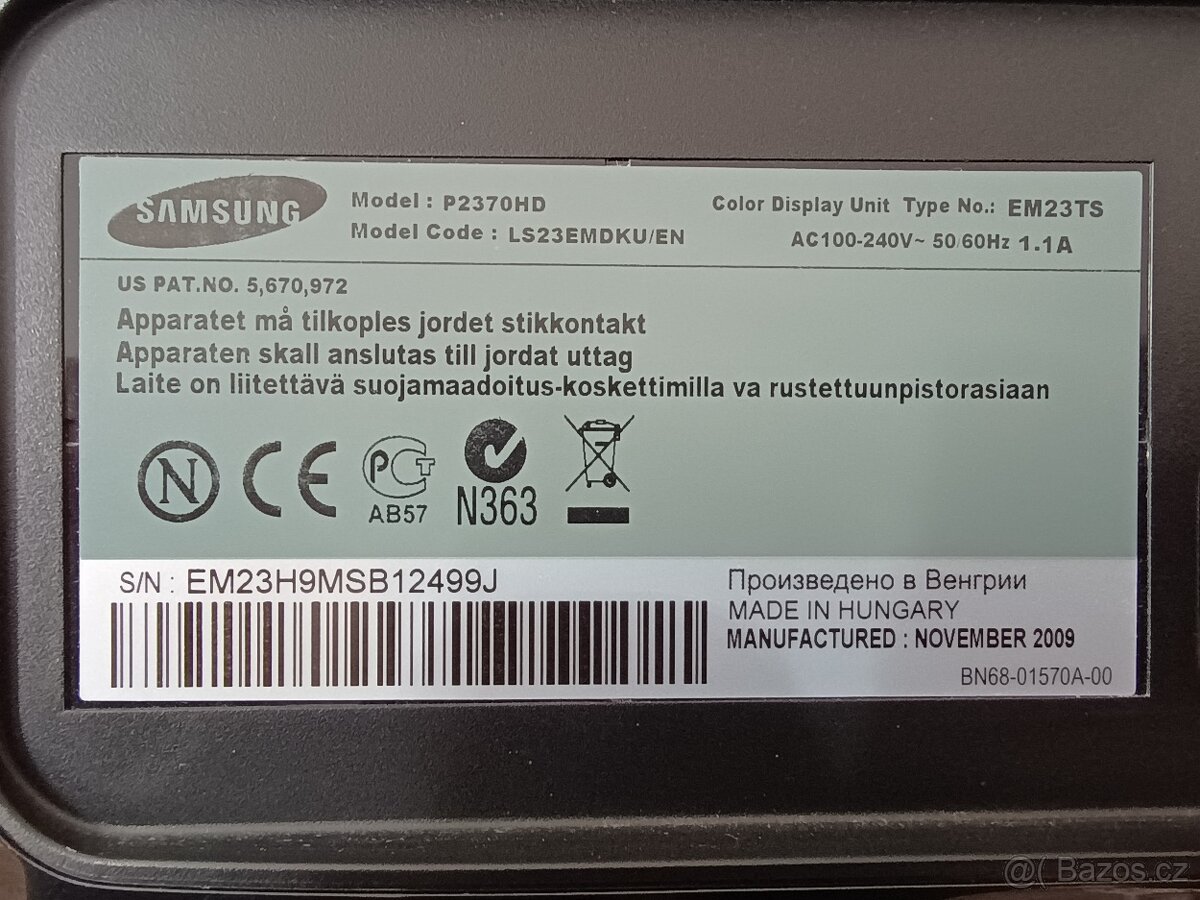 SAMSUNG
Model : P2370HD
Model Code : LS23EMDKU/EN
Color Display Unit Type No.: EM23TS
AC100-240V~ 50/60Hz 1.1A
US PAT.NO. 5,670,972
Apparatet må tilkoples jordet stikkontakt
Apparaten skall anslutas till jordat uttag
Laite on liitettävä suojamaadoitus-koskettimilla va rustettuunpistorasiaan
N CE РСТ N363
AB57
S/N : EM23H9MSB12499J
Произведено в Венгрии
MADE IN HUNGARY
MANUFACTURED : NOVEMBER 2009
BN68-01570A-00
@( Bazos.cz